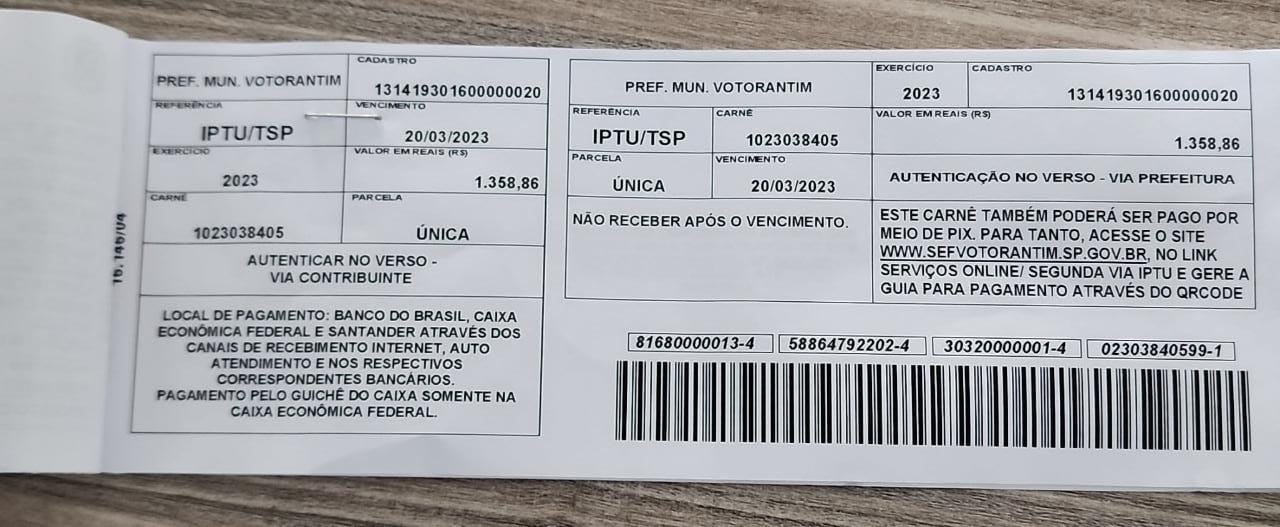 15.146/04
PREF. MUN. VOTORANTIM
CADASTRO
131419301600000020
REFERÊNCIA
IPTU/TSP
VENCIMENTO
20/03/2023
EXERCÍCIO
2023
VALOR EM REAIS (R$)
1.358,86
CARNÊ
1023038405
PARCELA
ÚNICA
AUTENTICAR NO VERSO -
VIA CONTRIBUINTE
LOCAL DE PAGAMENTO: BANCO DO BRASIL, CAIXA
ECONÔMICA FEDERAL E SANTANDER ATRAVÉS DOS
CANAIS DE RECEBIMENTO INTERNET, AUTO
ATENDIMENTO E NOS RESPECTIVOS
CORRESPONDENTES BANCÁRIOS.
PAGAMENTO PELO GUICHÊ DO CAIXA SOMENTE NA
CAIXA ECONÔMICA FEDERAL.
PREF. MUN. VOTORANTIM
EXERCÍCIO
2023
CADASTRO
131419301600000020
REFERÊNCIA
IPTU/TSP
CARNÊ
1023038405
VALOR EM REAIS (R$)
1.358,86
PARCELA
ÚNICA
VENCIMENTO
20/03/2023
AUTENTICAÇÃO NO VERSO - VIA PREFEITURA
NÃO RECEBER APÓS O VENCIMENTO.
ESTE CARNÊ TAMBÉM PODERÁ SER PAGO POR
MEIO DE PIX. PARA TANTO, ACESSE O SITE
WWW.SEFVOTORANTIM.SP.GOV.BR, NO LINK
SERVIÇOS ONLINE/ SEGUNDA VIA IPTU E GERE A
GUIA PARA PAGAMENTO ATRAVÉS DO QRCODE
81680000013-4 58864792202-4 30320000001-4 02303840599-1